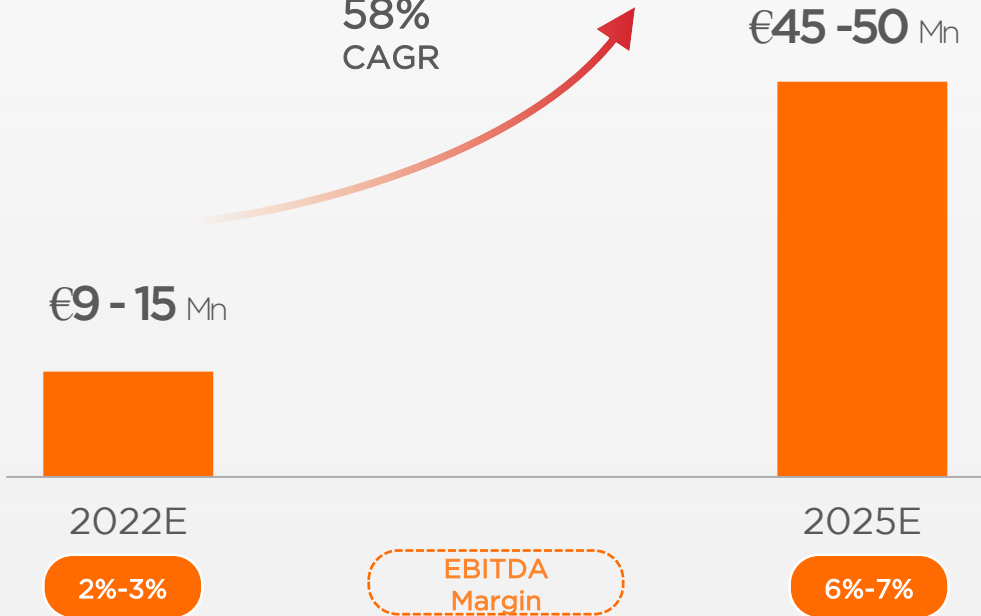 58%
CAGR
€45 -50 Mn
€9 - 15 Mn
2022E
2025E
2%-3%
EBITDA
Margin
6%-7%